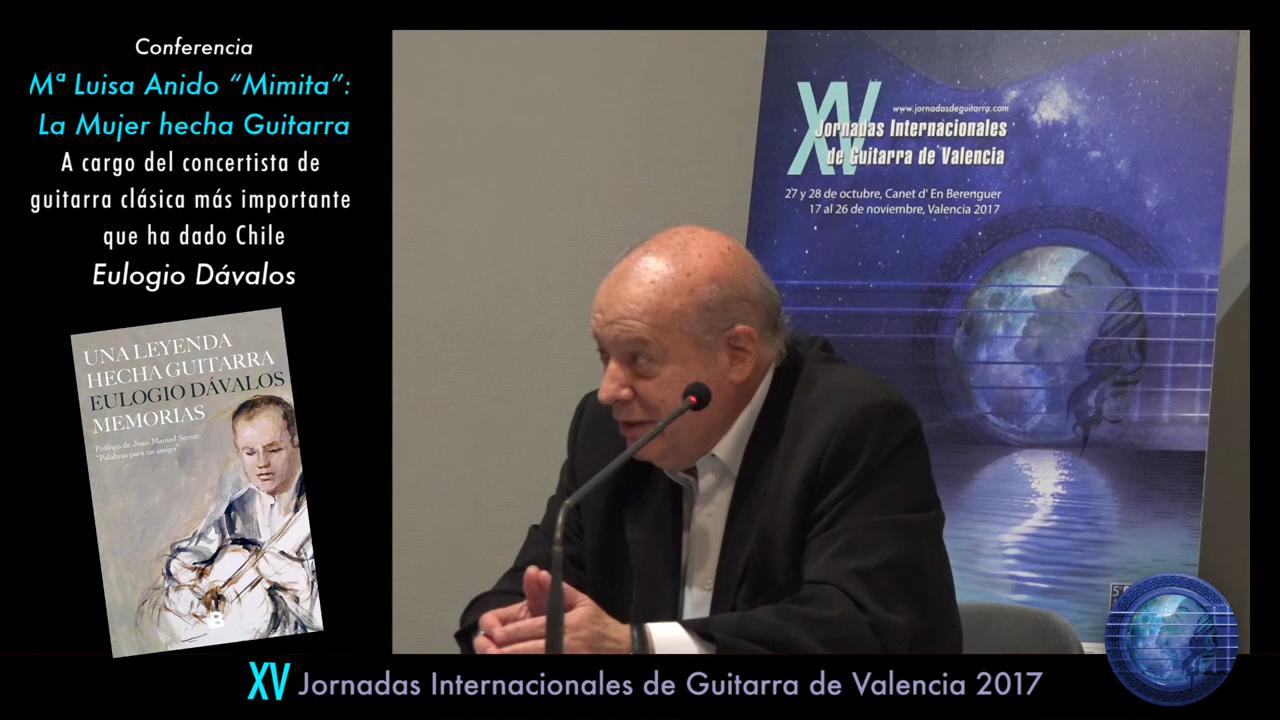 Conferencia
Mª Luisa Anido “Mimita”:
La Mujer hecha Guitarra
A cargo del concertista de
guitarra clásica más importante
que ha dado Chile
Eulogio Dávalos
UNA LEYENDA
HECHA GUITARRA
EULOGIO DÁVALOS
MEMORIAS
Prólogo de Joan Manuel Serrat:
"Palabras para un amigo"
B
XV
www.jornadasdeguitarra.com
Jornadas Internacionales
de Guitarra de Valencia
27 y 28 de octubre, Canet d' En Berenguer
17 al 26 de noviembre, Valencia 2017
XV Jornadas Internacionales de Guitarra de Valencia 2017